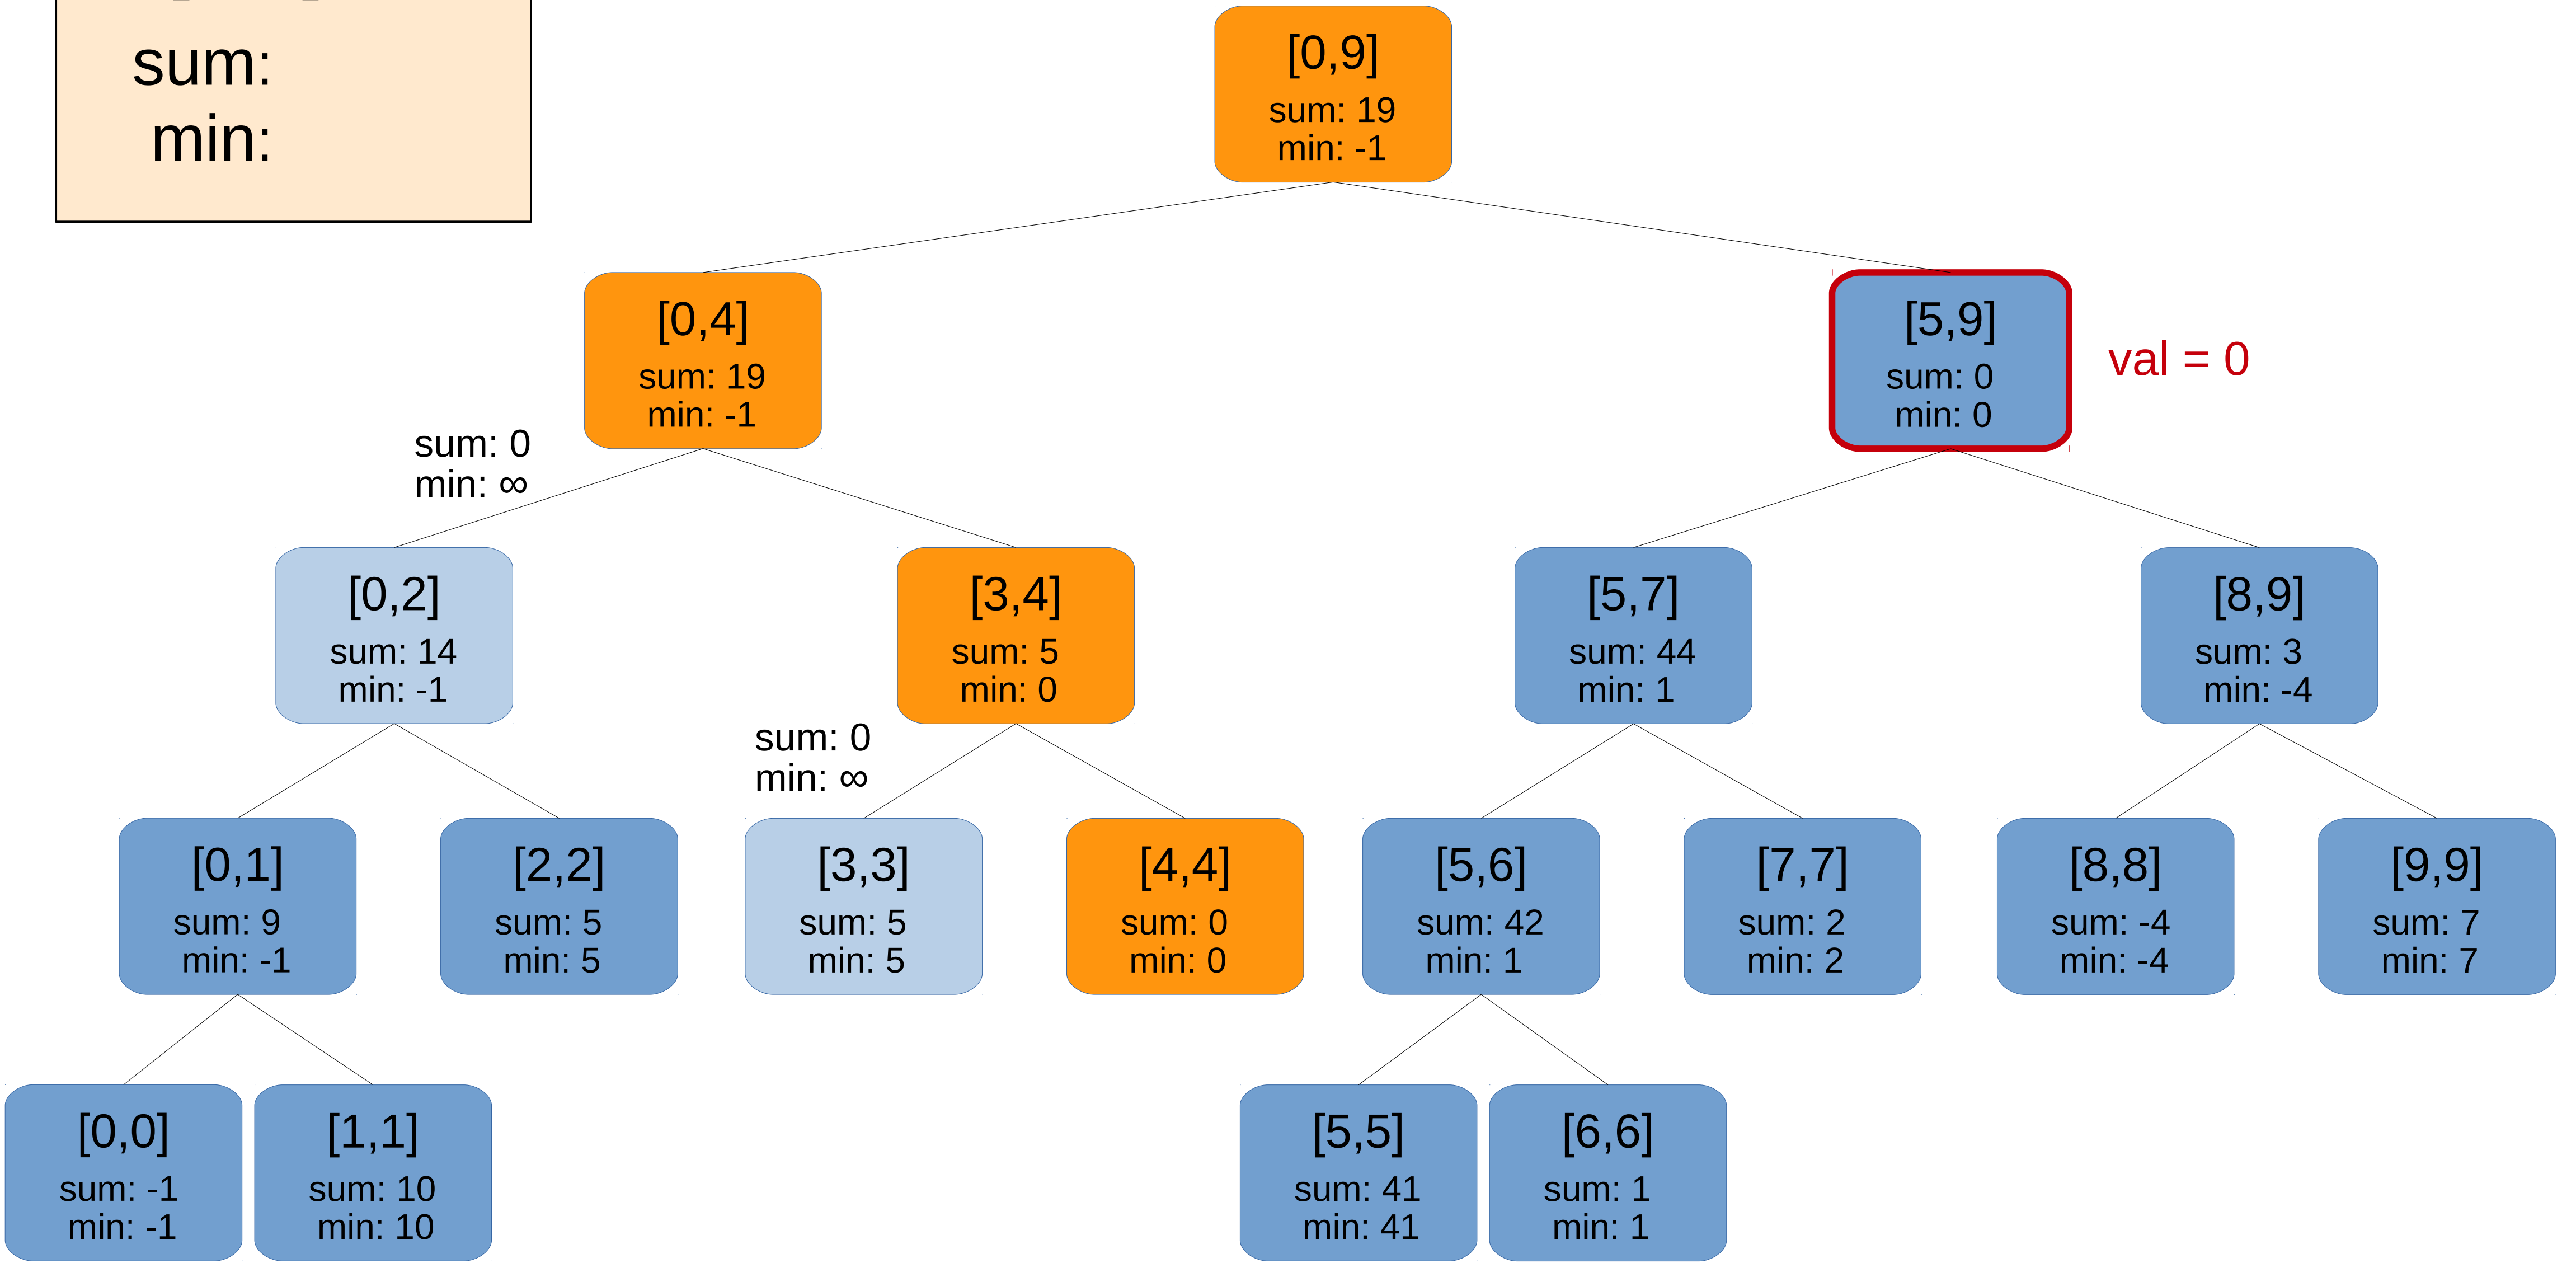 sum:
min:
[0,9]
sum: 19
min: -1
[0,4]
sum: 19
min: -1
[5,9]
sum: 0
min: 0
val = 0
sum: 0
min: ∞
[0,2]
sum: 14
min: -1
[3,4]
sum: 5
min: 0
[5,7]
sum: 44
min: 1
[8,9]
sum: 3
min: -4
sum: 0
min: ∞
[0,1]
sum: 9
min: -1
[2,2]
sum: 5
min: 5
[3,3]
sum: 5
min: 5
[4,4]
sum: 0
min: 0
[5,6]
sum: 42
min: 1
[7,7]
sum: 2
min: 2
[8,8]
sum: -4
min: -4
[9,9]
sum: 7
min: 7
[0,0]
sum: -1
min: -1
[1,1]
sum: 10
min: 10
[5,5]
sum: 41
min: 41
[6,6]
sum: 1
min: 1